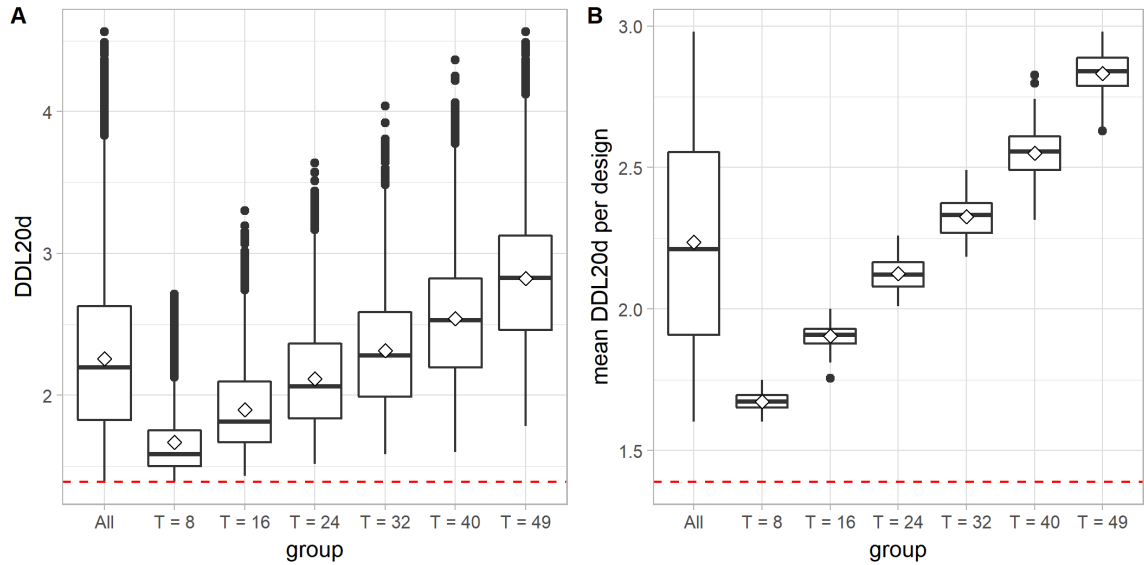 A
DDL20d
4
3
2
All T = 8 T = 16 T = 24 T = 32 T = 40 T = 49
group
B
mean DDL20d per design
3.0
2.5
2.0
1.5
All T = 8 T = 16 T = 24 T = 32 T = 40 T = 49
group